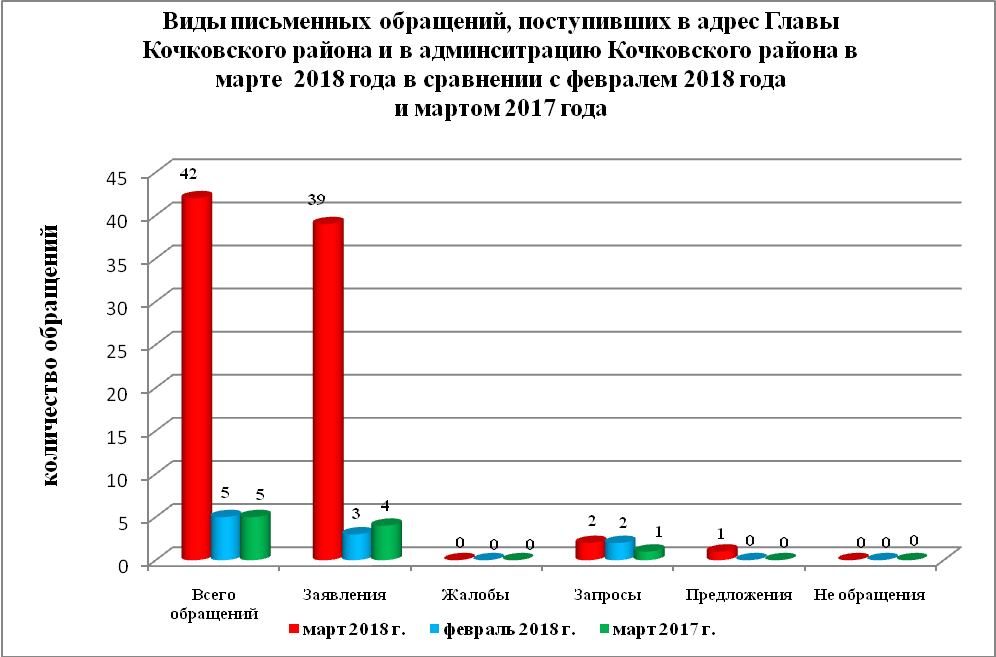 Виды письменных обращений, поступивших в адрес Главы
Кочковского района и в админситрацию Кочковского района в
марте 2018 года в сравнении с февралем 2018 года
и мартом 2017 года
количество обращений
45
40
35
30
25
20
15
10
5
0
42
5
5
39
3
4
0
0
0
2
2
1
1
0
0
0
0
0
Всего
обращений
Заявления
Жалобы
Запросы
Предложения
Не обращения
март 2018 г.
февраль 2018 г.
март 2017 г.